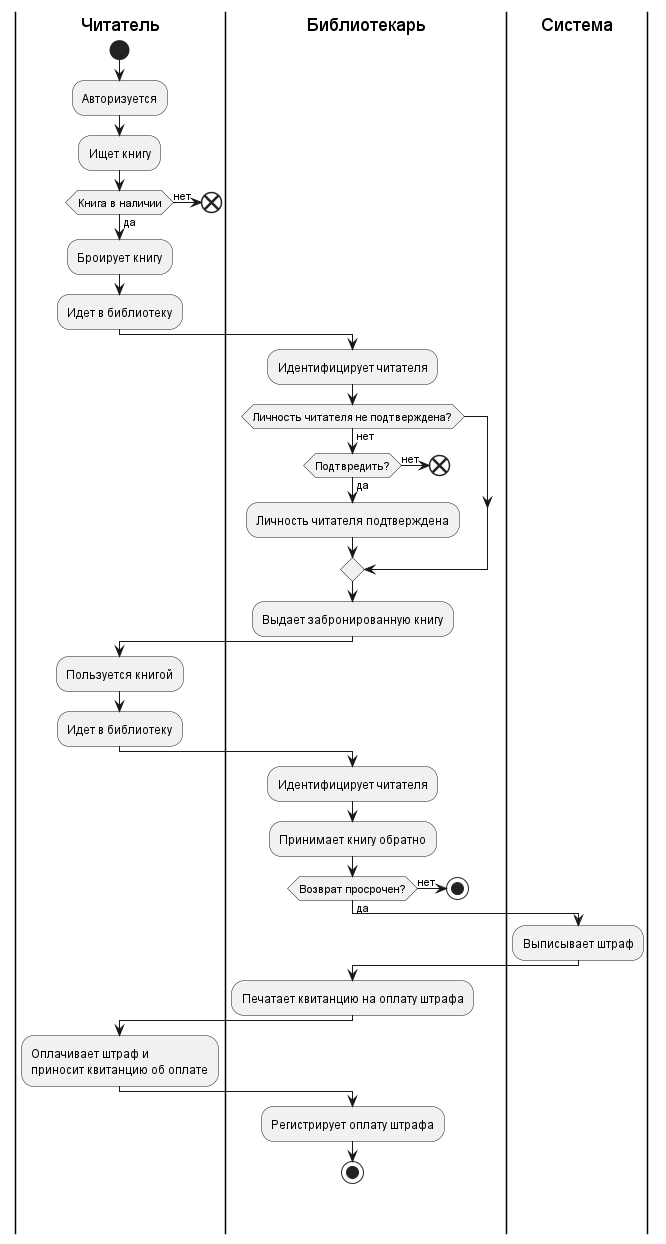 Читатель
Библиотекарь
Система
Авторизуется
Ищет книгу
Книга в наличии
нет
да
Броирует книгу
Идет в библиотеку
Идентифицирует читателя
Личность читателя не подтверждена?
нет
Подтвредить?
нет
да
Личность читателя подтверждена
Выдает забронированную книгу
Пользуется книгой
Идет в библиотеку
Идентифицирует читателя
Принимает книгу обратно
Возврат просрочен?
нет
да
Выписывает штраф
Печатает квитанцию на оплату штрафа
Оплачивает штраф и
приносит квитанцию об оплате
Регистрирует оплату штрафа